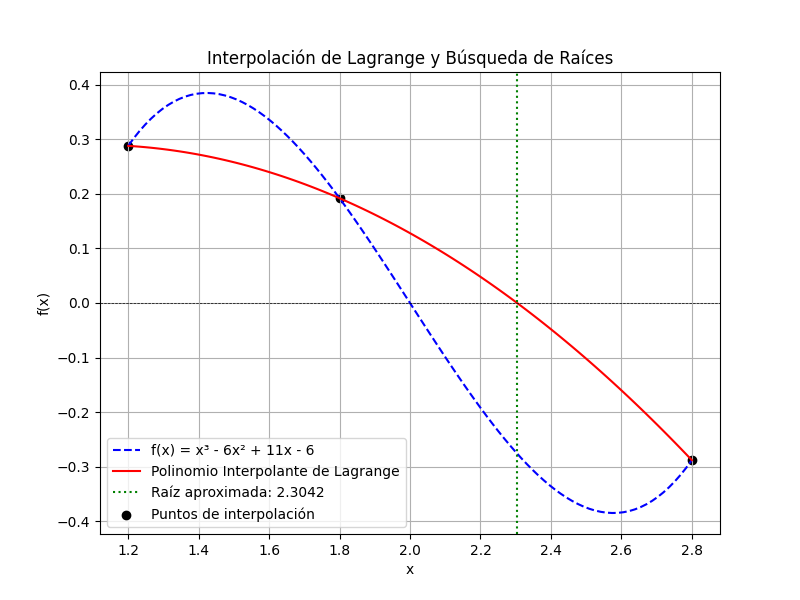 Interpolación de Lagrange y Búsqueda de Raíces
0.4
0.3
0.2
0.1
0.0
−0.1
−0.2
−0.3
−0.4
f(x)
f(x) = x³ - 6x² + 11x - 6
Polinomio Interpolante de Lagrange
Raíz aproximada: 2.3042
Puntos de interpolación
1.2 1.4 1.6 1.8 2.0 2.2 2.4 2.6 2.8
x